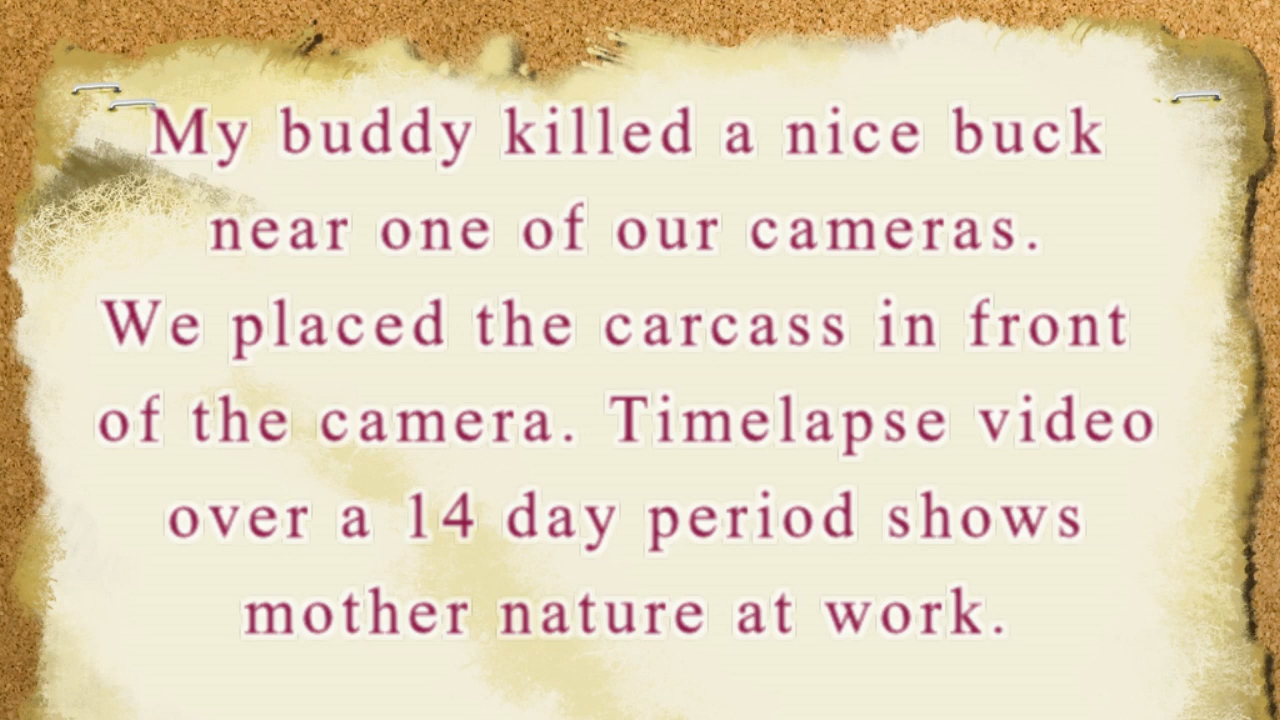 My buddy killed a nice buck
near one of our cameras.
We placed the carcass in front
of the camera. Timelapse video
over a 14 day period shows
mother nature at work.